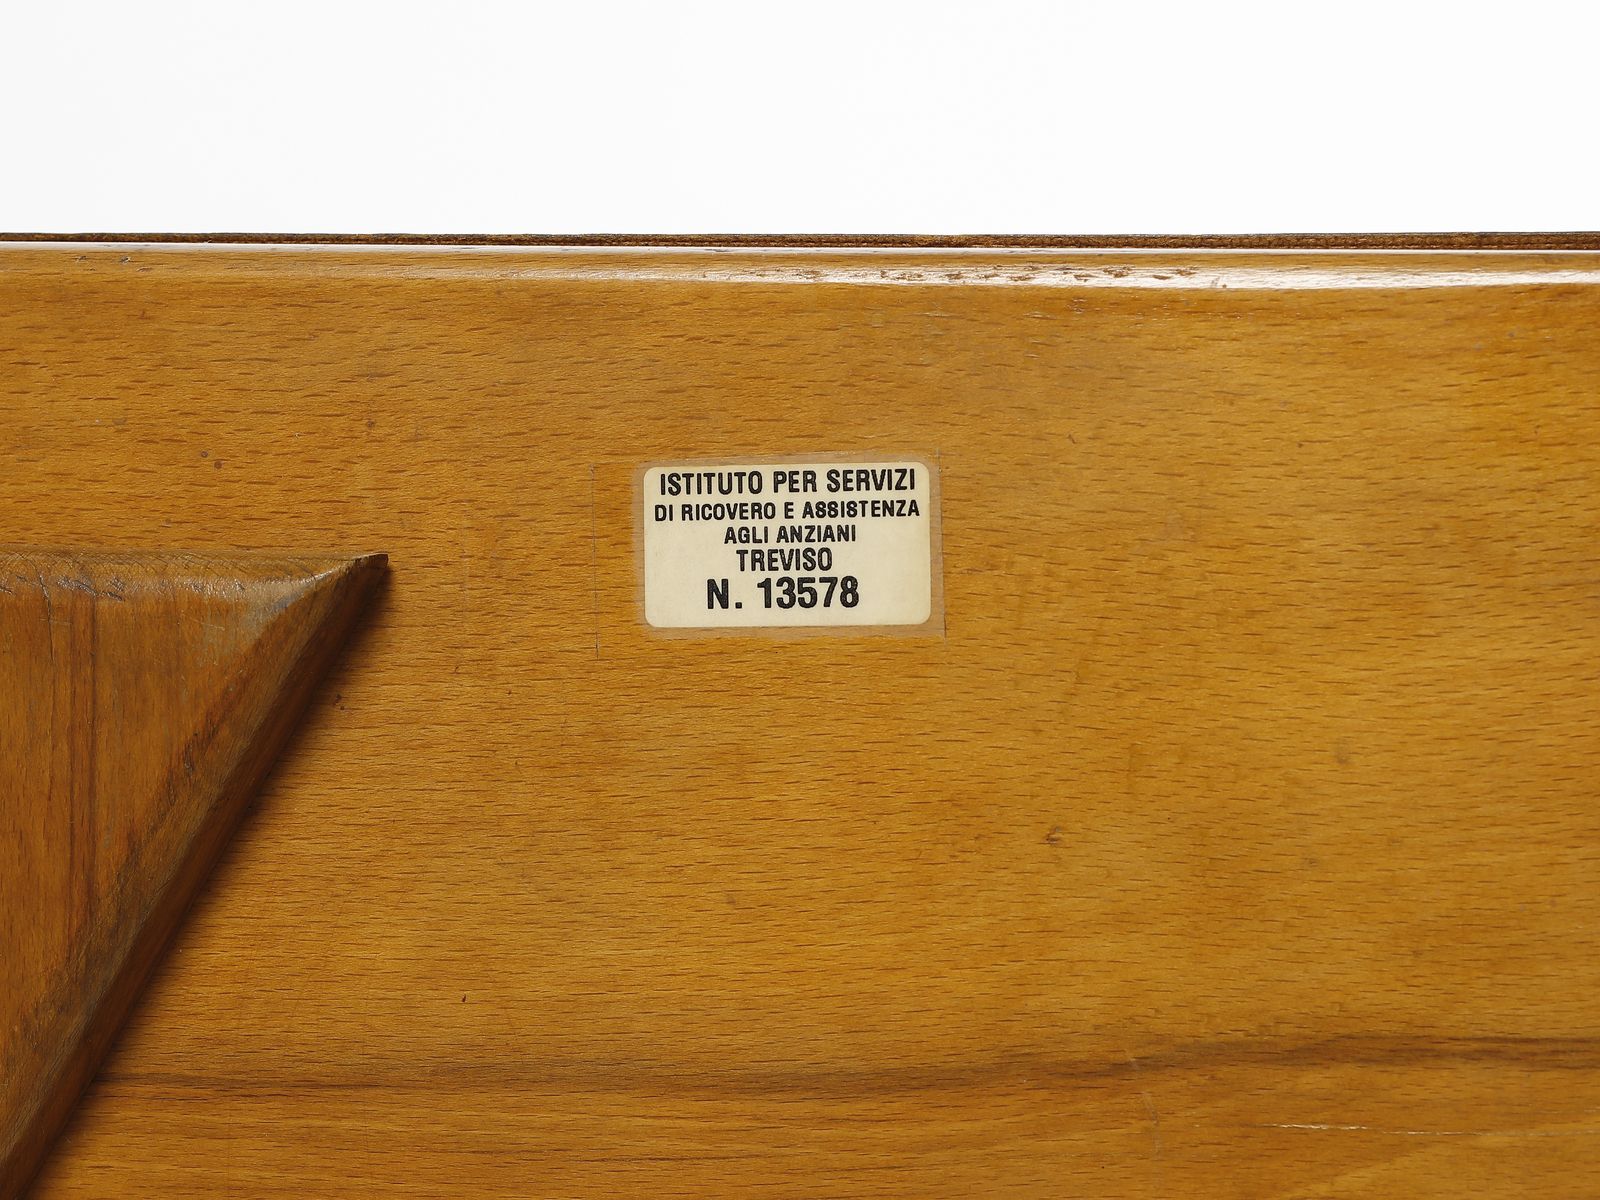 ISTITUTO PER SERVIZI
DI RICOVERO E ASSISTENZA
AGLI ANZIANI
TREVISO
N. 13578